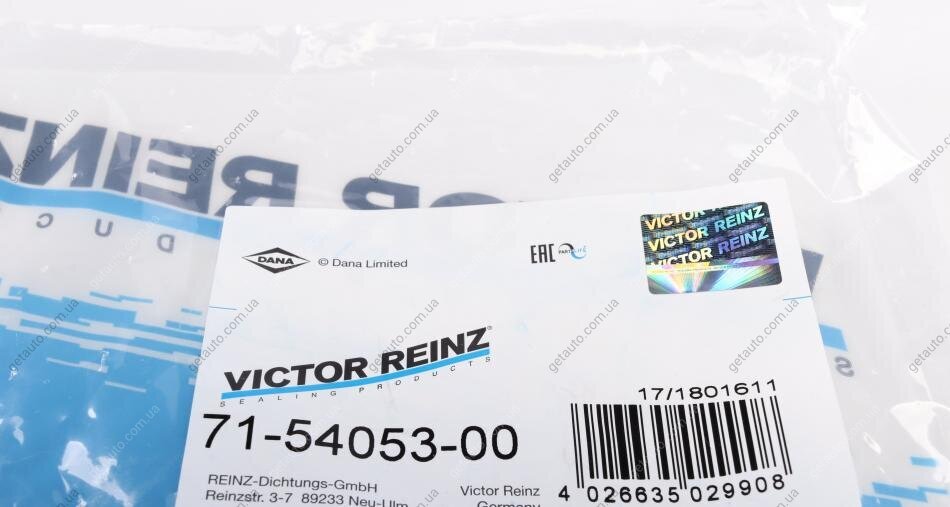 VICTOR REINZ
VICTOR REINZ
VICTOR REINZ
DANA
© Dana Limited
EAC
PARTSLIFE
VICTOR REINZ®
SEALING PRODUCTS
17/1801611
71-54053-00
REINZ-Dichtungs-GmbH
Reinzstr. 3-7 89233 Neu-Ulm
Victor Reinz
Germany
4 026635 029908
getauto.com.ua